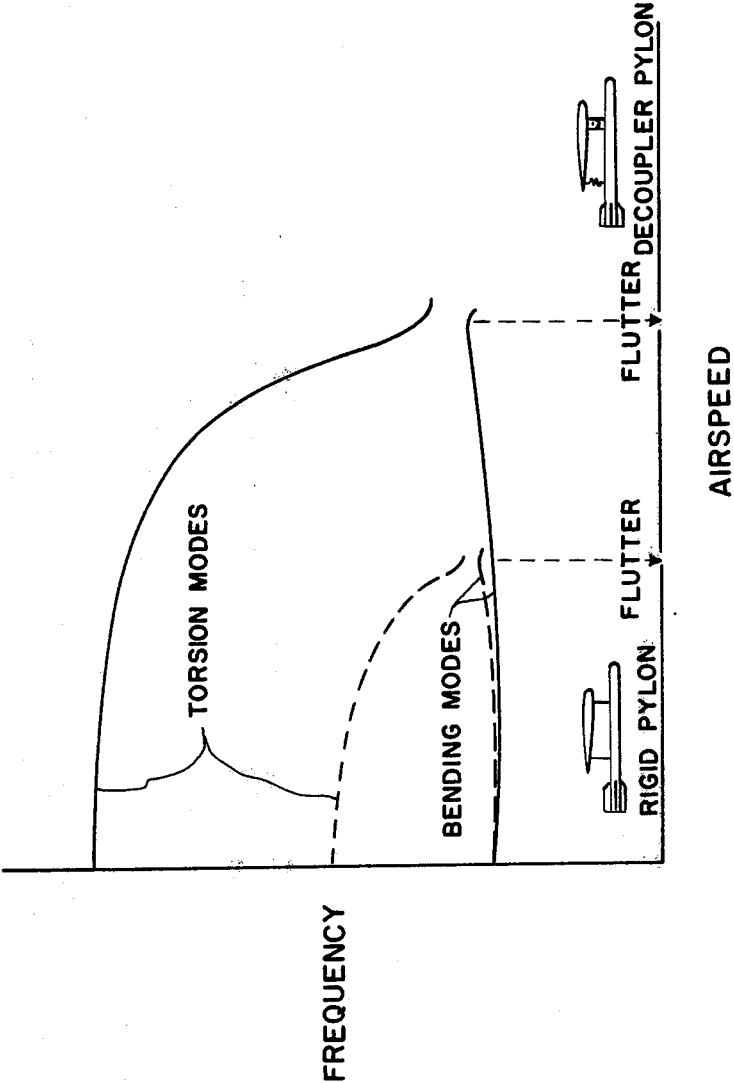 FREQUENCY
TORSION MODES
BENDING MODES
RIGID PYLON
FLUTTER
FLUTTER
DECOUPLER PYLON
AIRSPEED